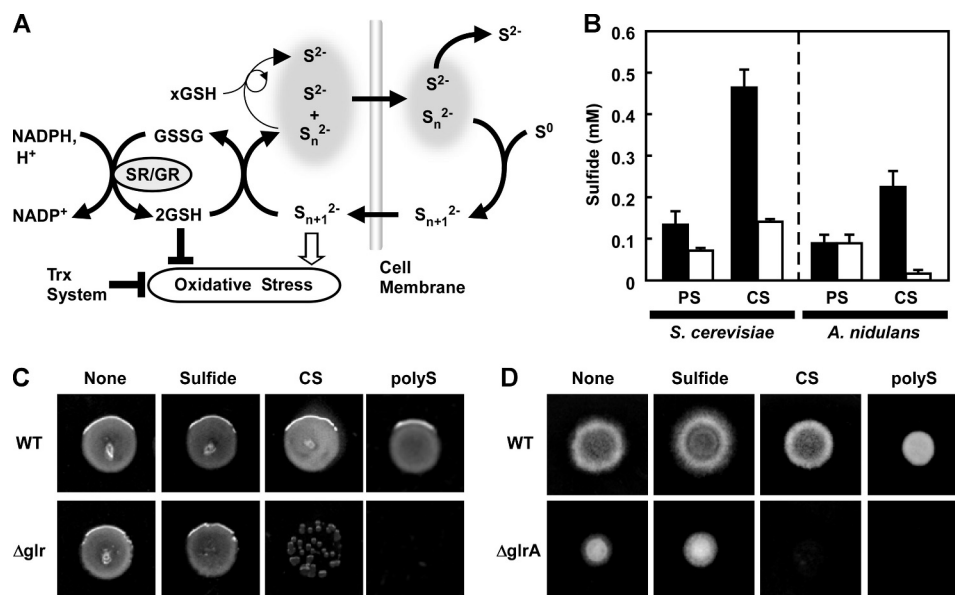 A
S2-
S2-
xGSH
S2-
S2-
+
Sn2-
Sn2-
S0
NADPH,
H+
GSSG
SR/GR
NADP+
2GSH
Sn+12-
Sn+12-
Trx
System
Oxidative Stress
Cell
Membrane
B
Sulfide (mM)
0.6
0.5
0.4
0.3
0.2
0.1
0
PS
CS
PS
CS
S. cerevisiae
A. nidulans
C
None
Sulfide
CS
polyS
WT
Δglr
D
None
Sulfide
CS
polyS
WT
ΔglrA